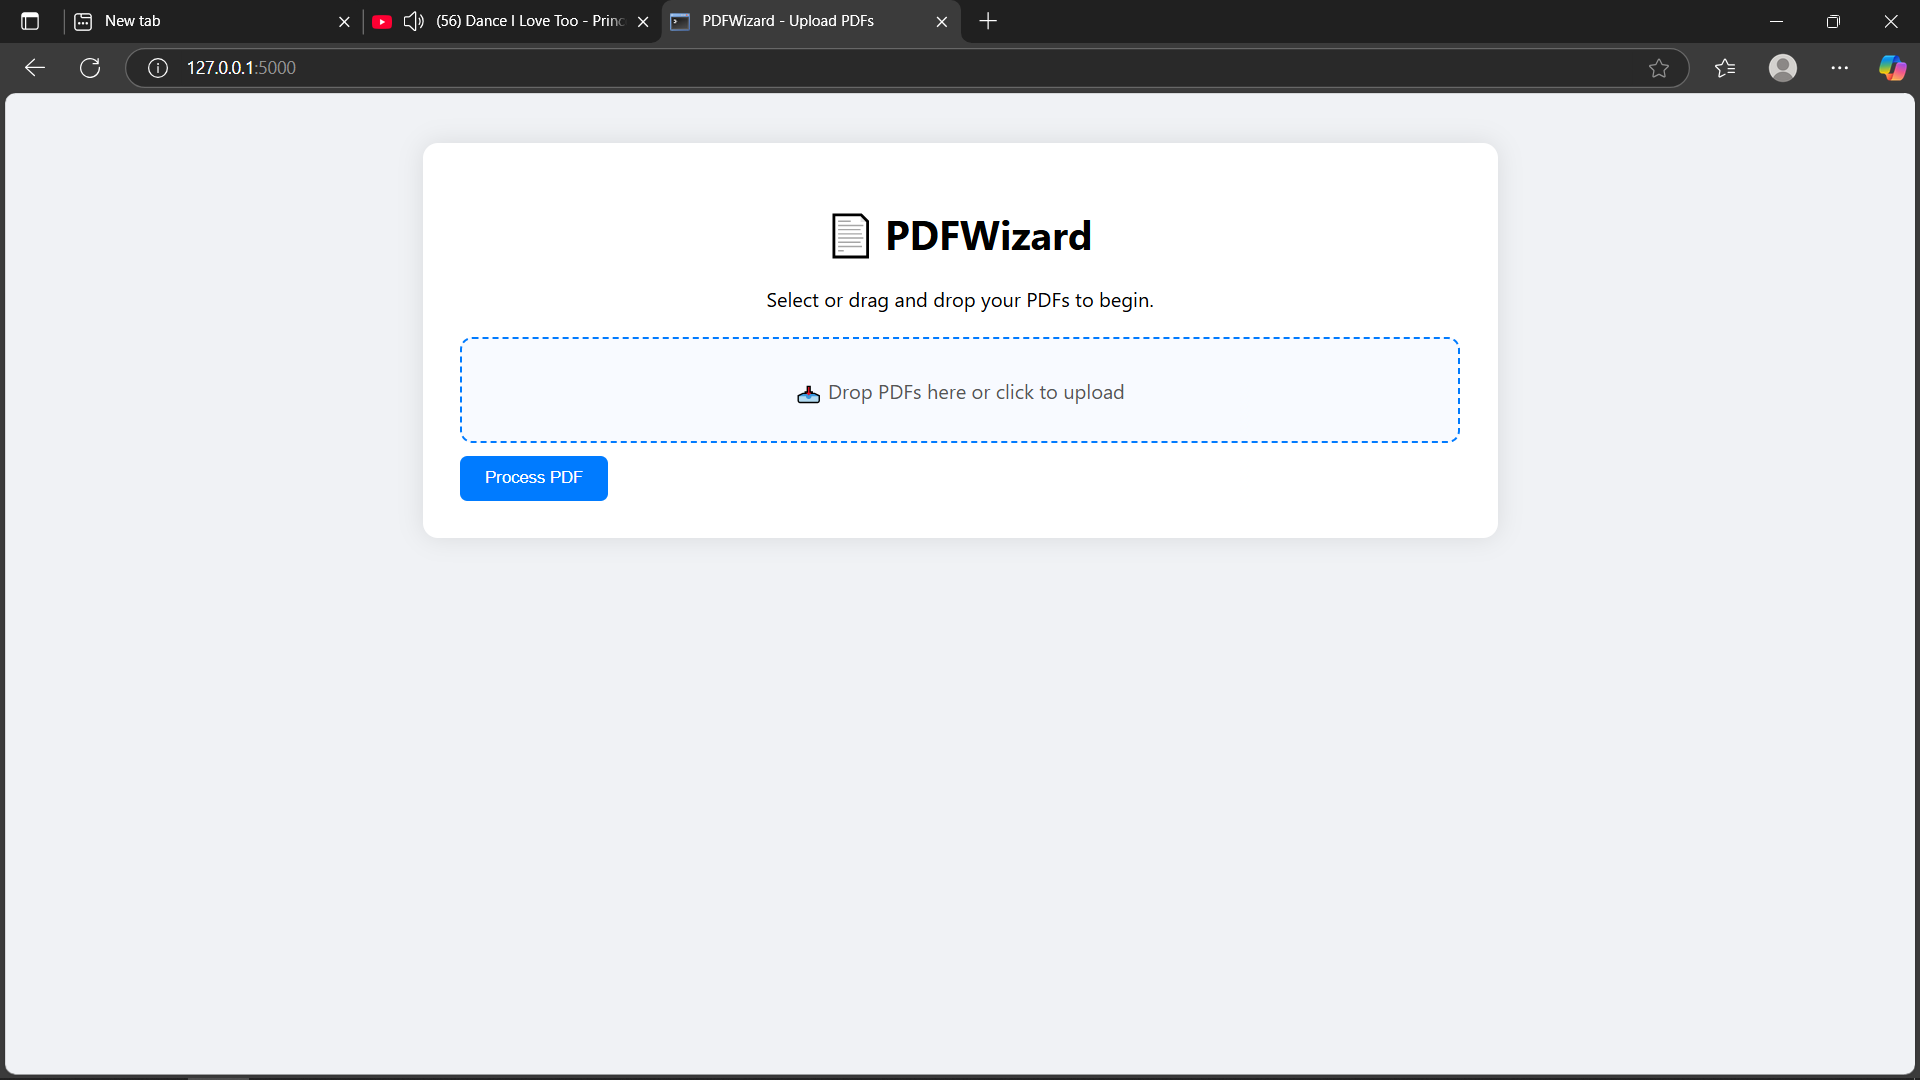 New tab
(56) Dance I Love Too - Princ
PDFWizard - Upload PDFs
127.0.0.1:5000
PDFWizard
Select or drag and drop your PDFs to begin.
Drop PDFs here or click to upload
Process PDF